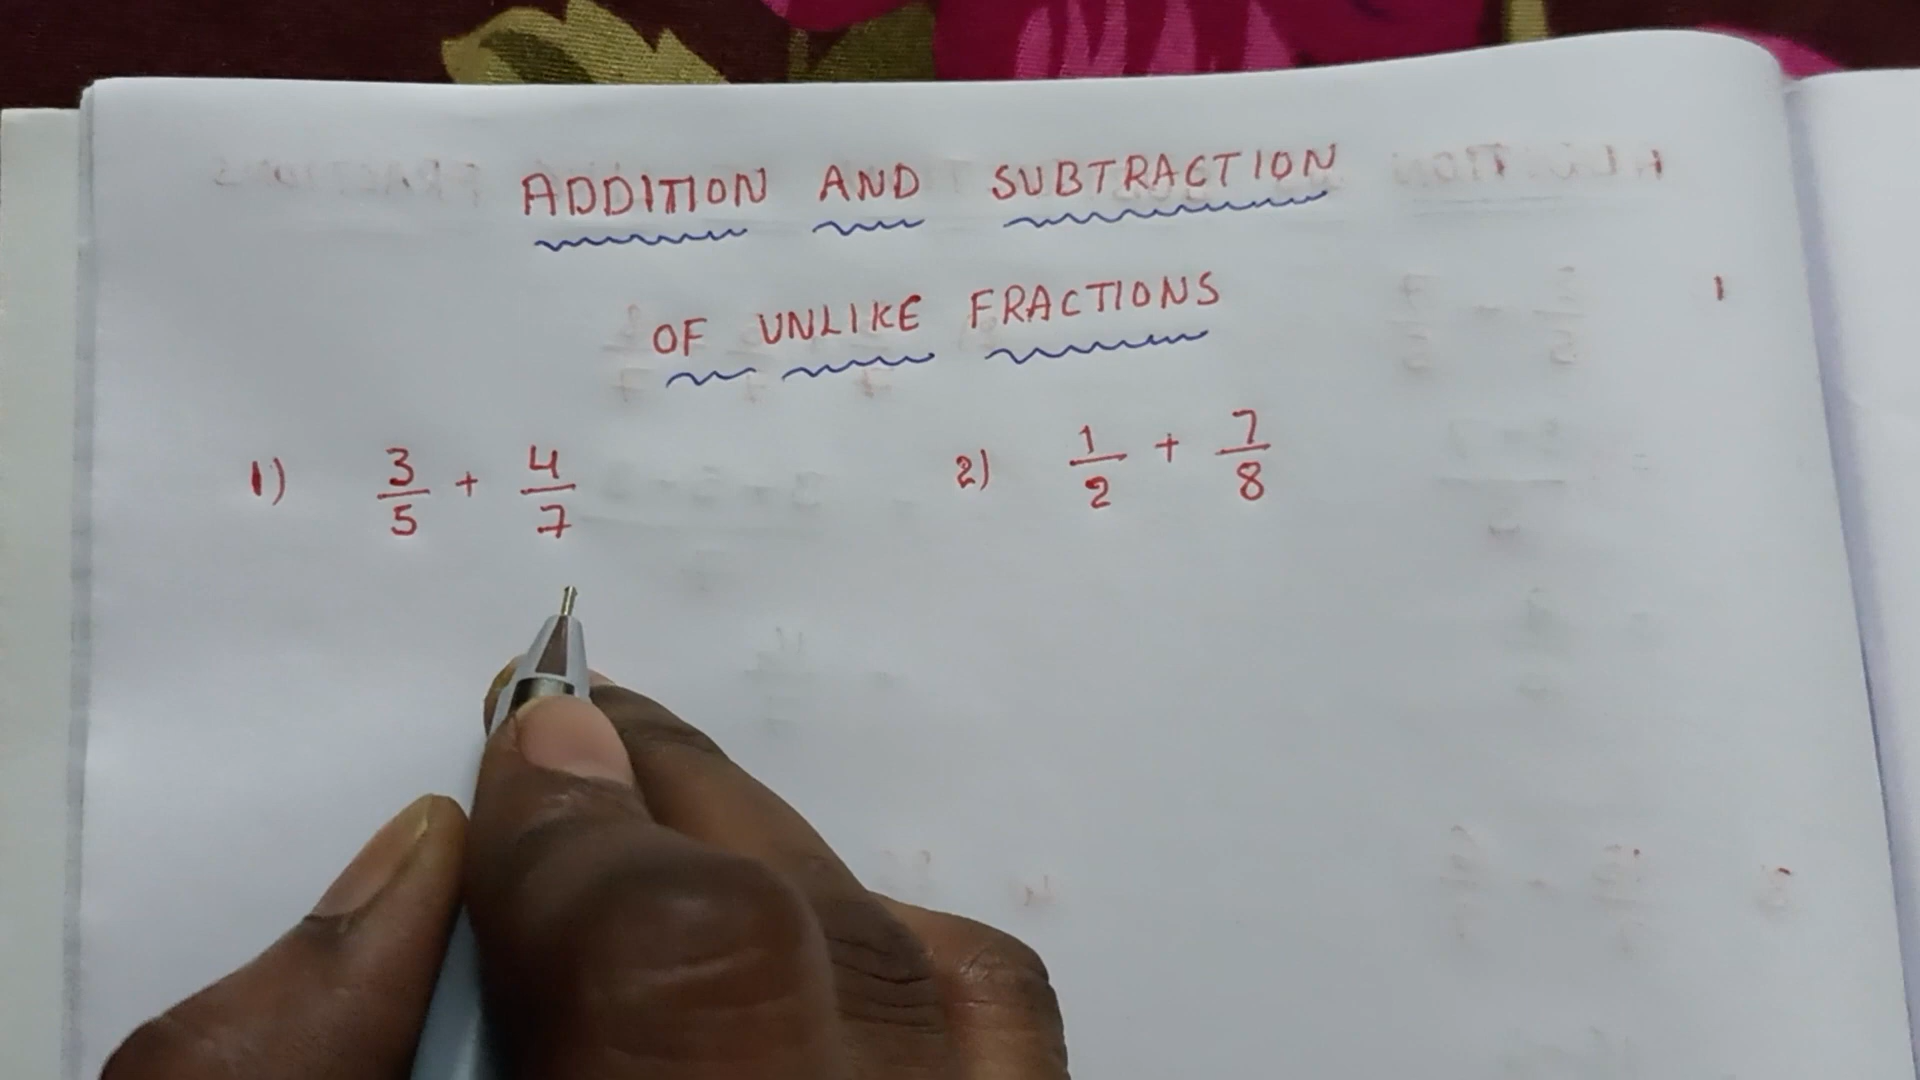 ADDITION AND SUBTRACTION
OF UNLIKE FRACTIONS
1) 3/5 + 4/7
2) 1/2 + 7/8